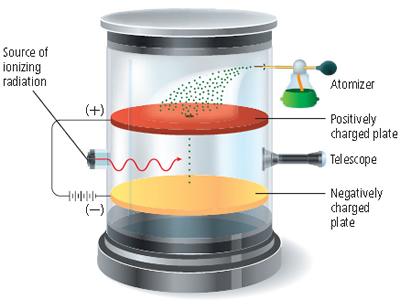 Source of
ionizing
radiation
(+)
Atomizer
Positively
charged plate
Telescope
(−)
Negatively
charged
plate